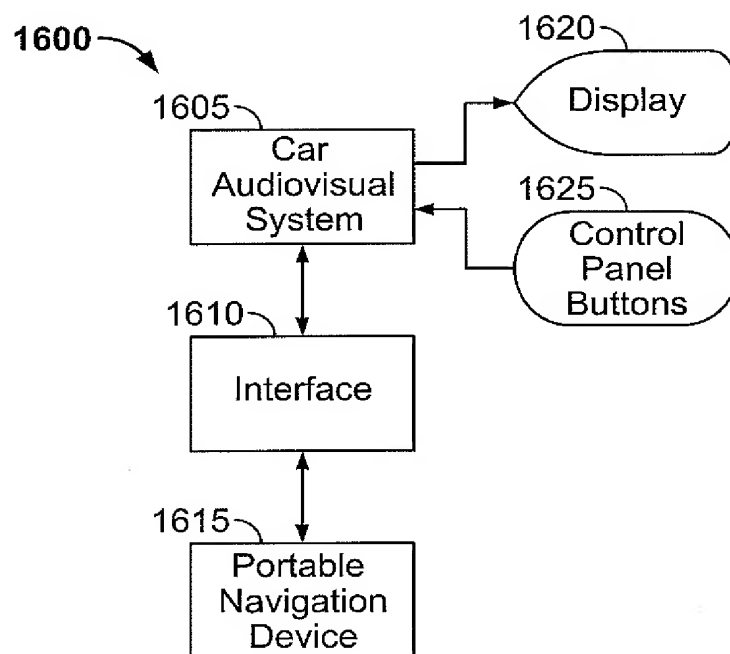 1600
1620
Display
1605
Car
Audiovisual
System
1625
Control
Panel
Buttons
1610
Interface
1615
Portable
Navigation
Device